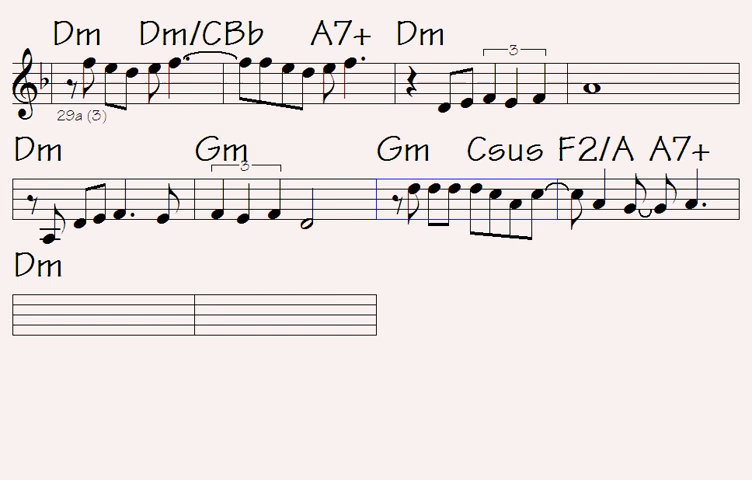 Dm Dm/CBb A7+ Dm
3
29a (3)
Dm Gm Gm Csus F2/A A7+
3
Dm